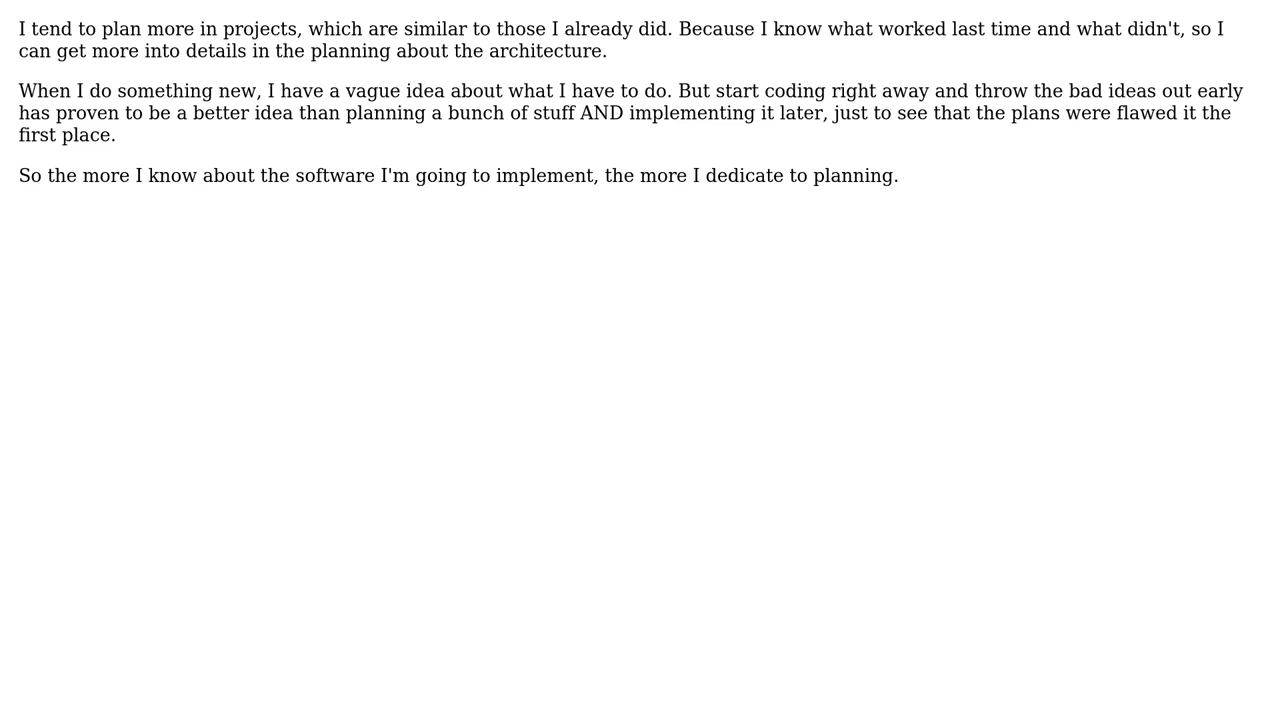 I tend to plan more in projects, which are similar to those I already did. Because I know what worked last time and what didn't, so I
can get more into details in the planning about the architecture.
When I do something new, I have a vague idea about what I have to do. But start coding right away and throw the bad ideas out early
has proven to be a better idea than planning a bunch of stuff AND implementing it later, just to see that the plans were flawed it the
first place.
So the more I know about the software I'm going to implement, the more I dedicate to planning.